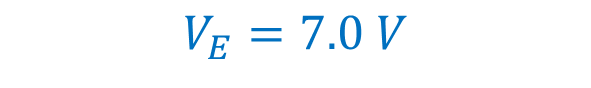 V_E = 7.0 V